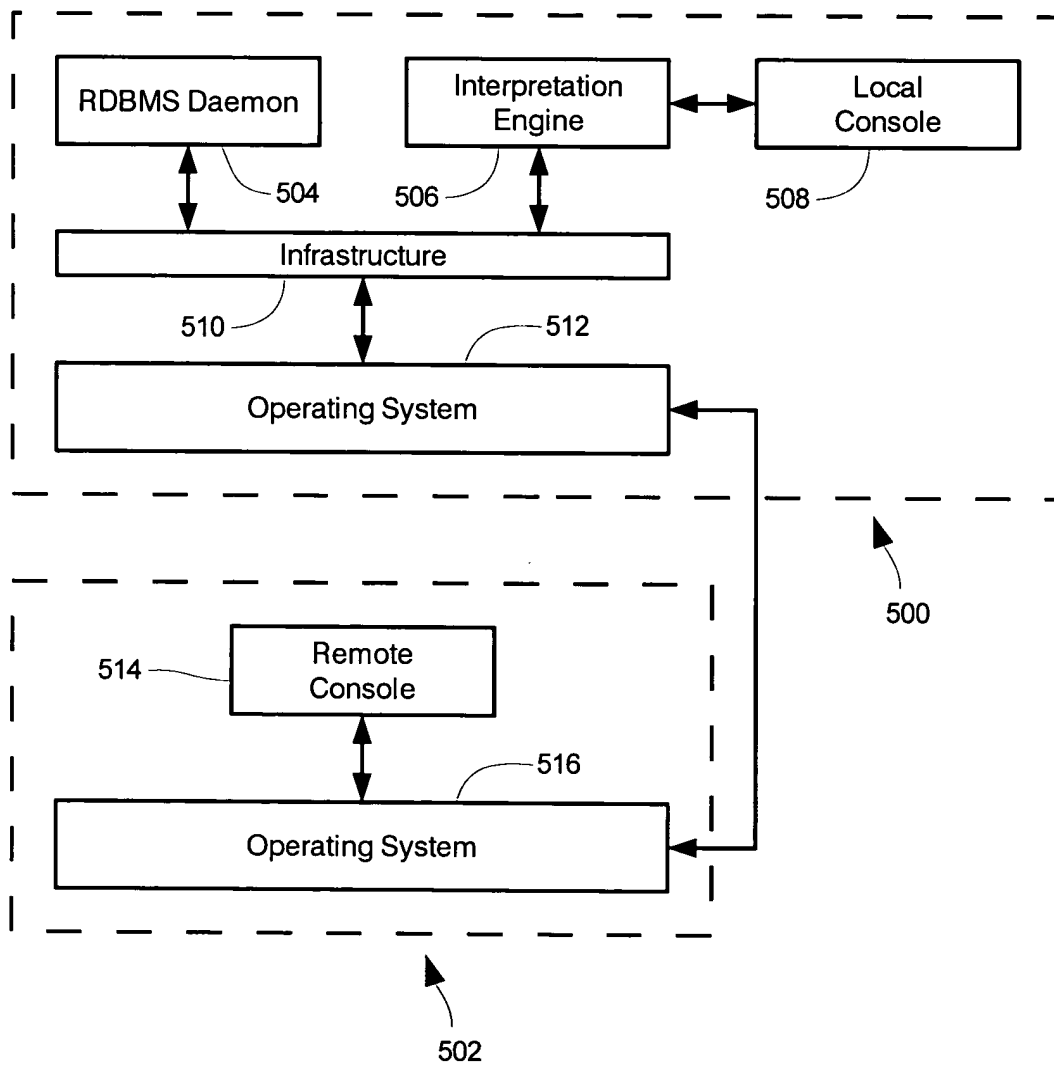 RDBMS Daemon
Interpretation
Engine
Local
Console
504
506
508
Infrastructure
510
512
Operating System
500
Remote
Console
514
516
Operating System
502